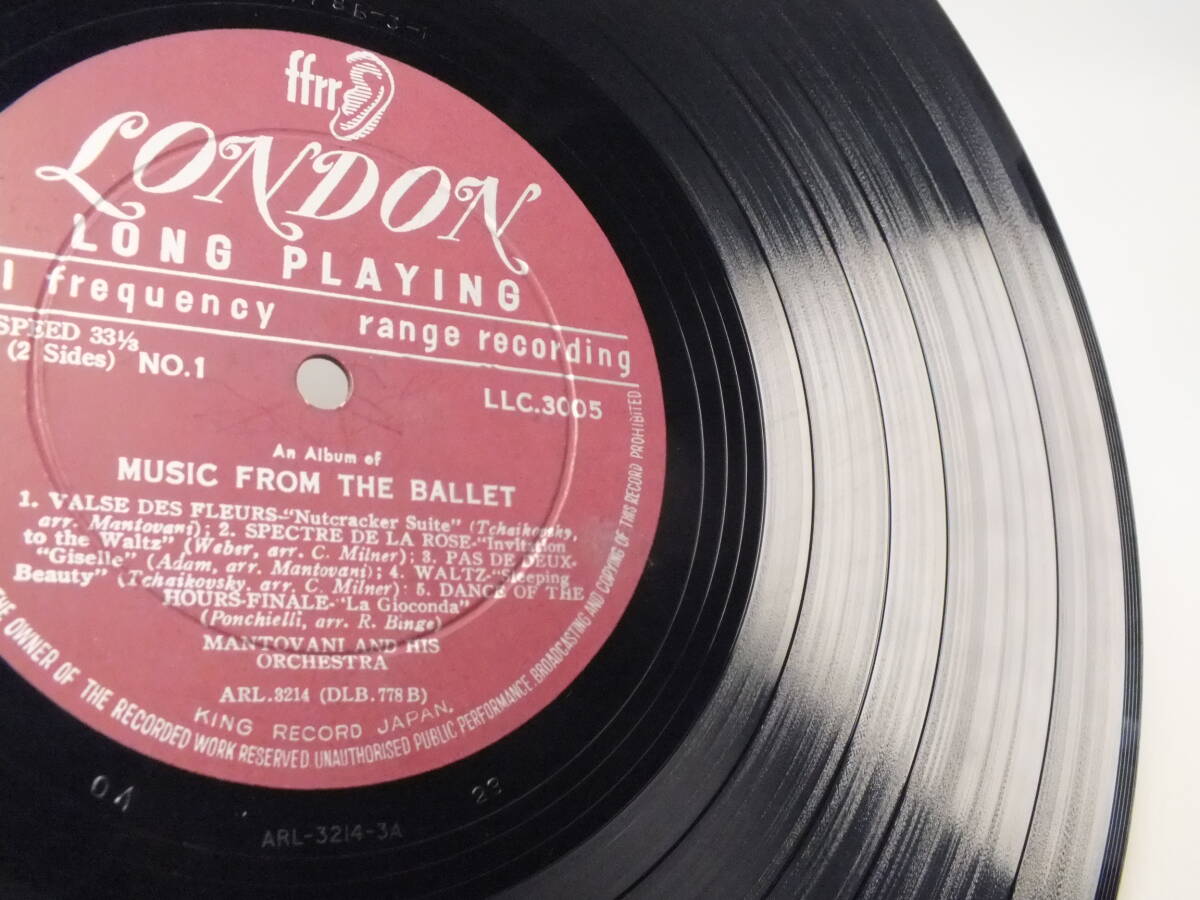 ffrr
LONDON
LONG PLAYING
l frequency range recording
SPEED 33⅓
(2 Sides) NO.1
LLC.3005
An Album of
MUSIC FROM THE BALLET
1. VALSE DES FLEURS-"Nutcracker Suite" (Tchaikovsky,
arr. Mantovani); 2. SPECTRE DE LA ROSE-"Invitation
to the Waltz" (Weber, arr. C. Milner); 3. PAS DE DEUX-
"Giselle" (Adam, arr. Mantovani); 4. WALTZ-"Sleeping
Beauty" (Tchaikovsky, arr. C. Milner); 5. DANCE OF THE
HOURS-FINALE-"La Gioconda"
(Ponchielli, arr. R. Binge)
MANTOVANI AND HIS
ORCHESTRA
ARL.3214 (DLB.778 B)
KING RECORD JAPAN.
THE OWNER OF THE RECORDED WORK RESERVED. UNAUTHORISED PUBLIC PERFORMANCE. BROADCASTING AND COPYING OF THIS RECORD PROHIBITED
29
ARL-3214-3A